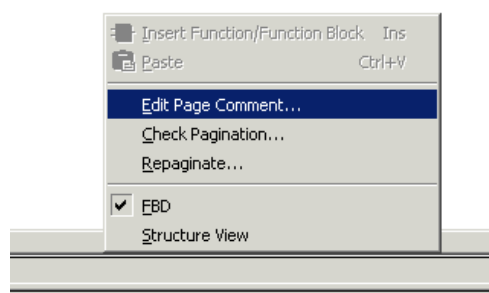 Insert Function/Function Block Ins
Paste Ctrl+V
Edit Page Comment...
Check Pagination...
Repaginate...
FBD
Structure View